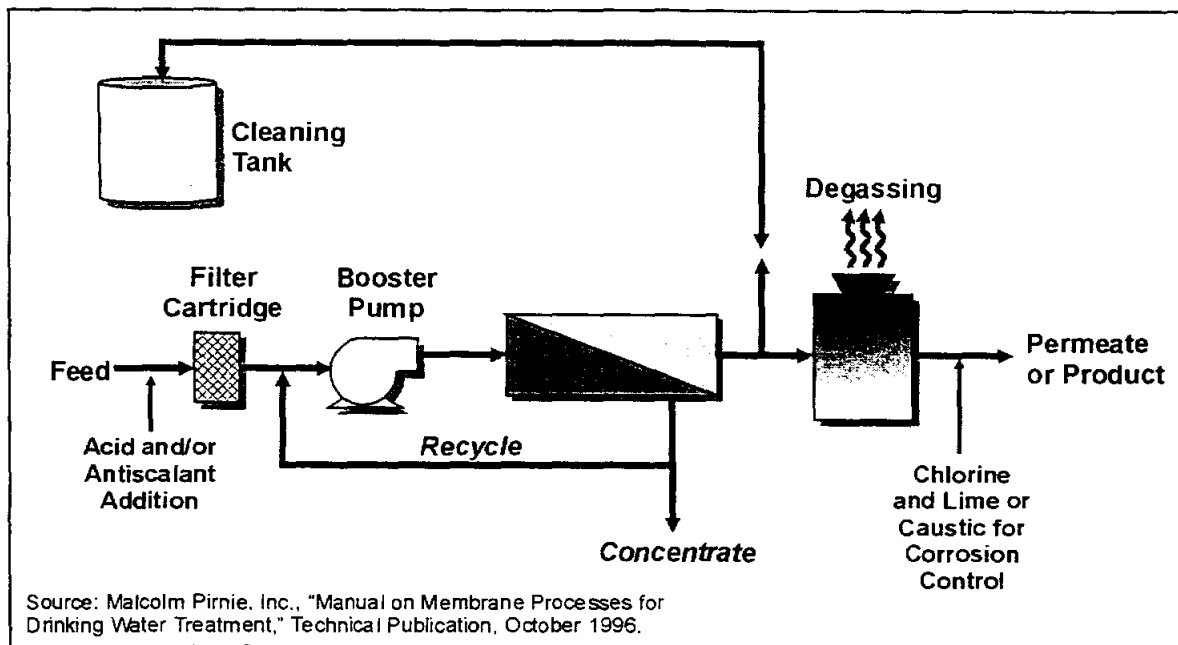 Cleaning
Tank
Degassing
Filter
Cartridge
Booster
Pump
Feed
Permeate
or Product
Acid and/or
Antiscalant
Addition
Recycle
Concentrate
Chlorine
and Lime or
Caustic for
Corrosion
Control
Source: Malcolm Pirnie, Inc., "Manual on Membrane Processes for
Drinking Water Treatment," Technical Publication, October 1996.